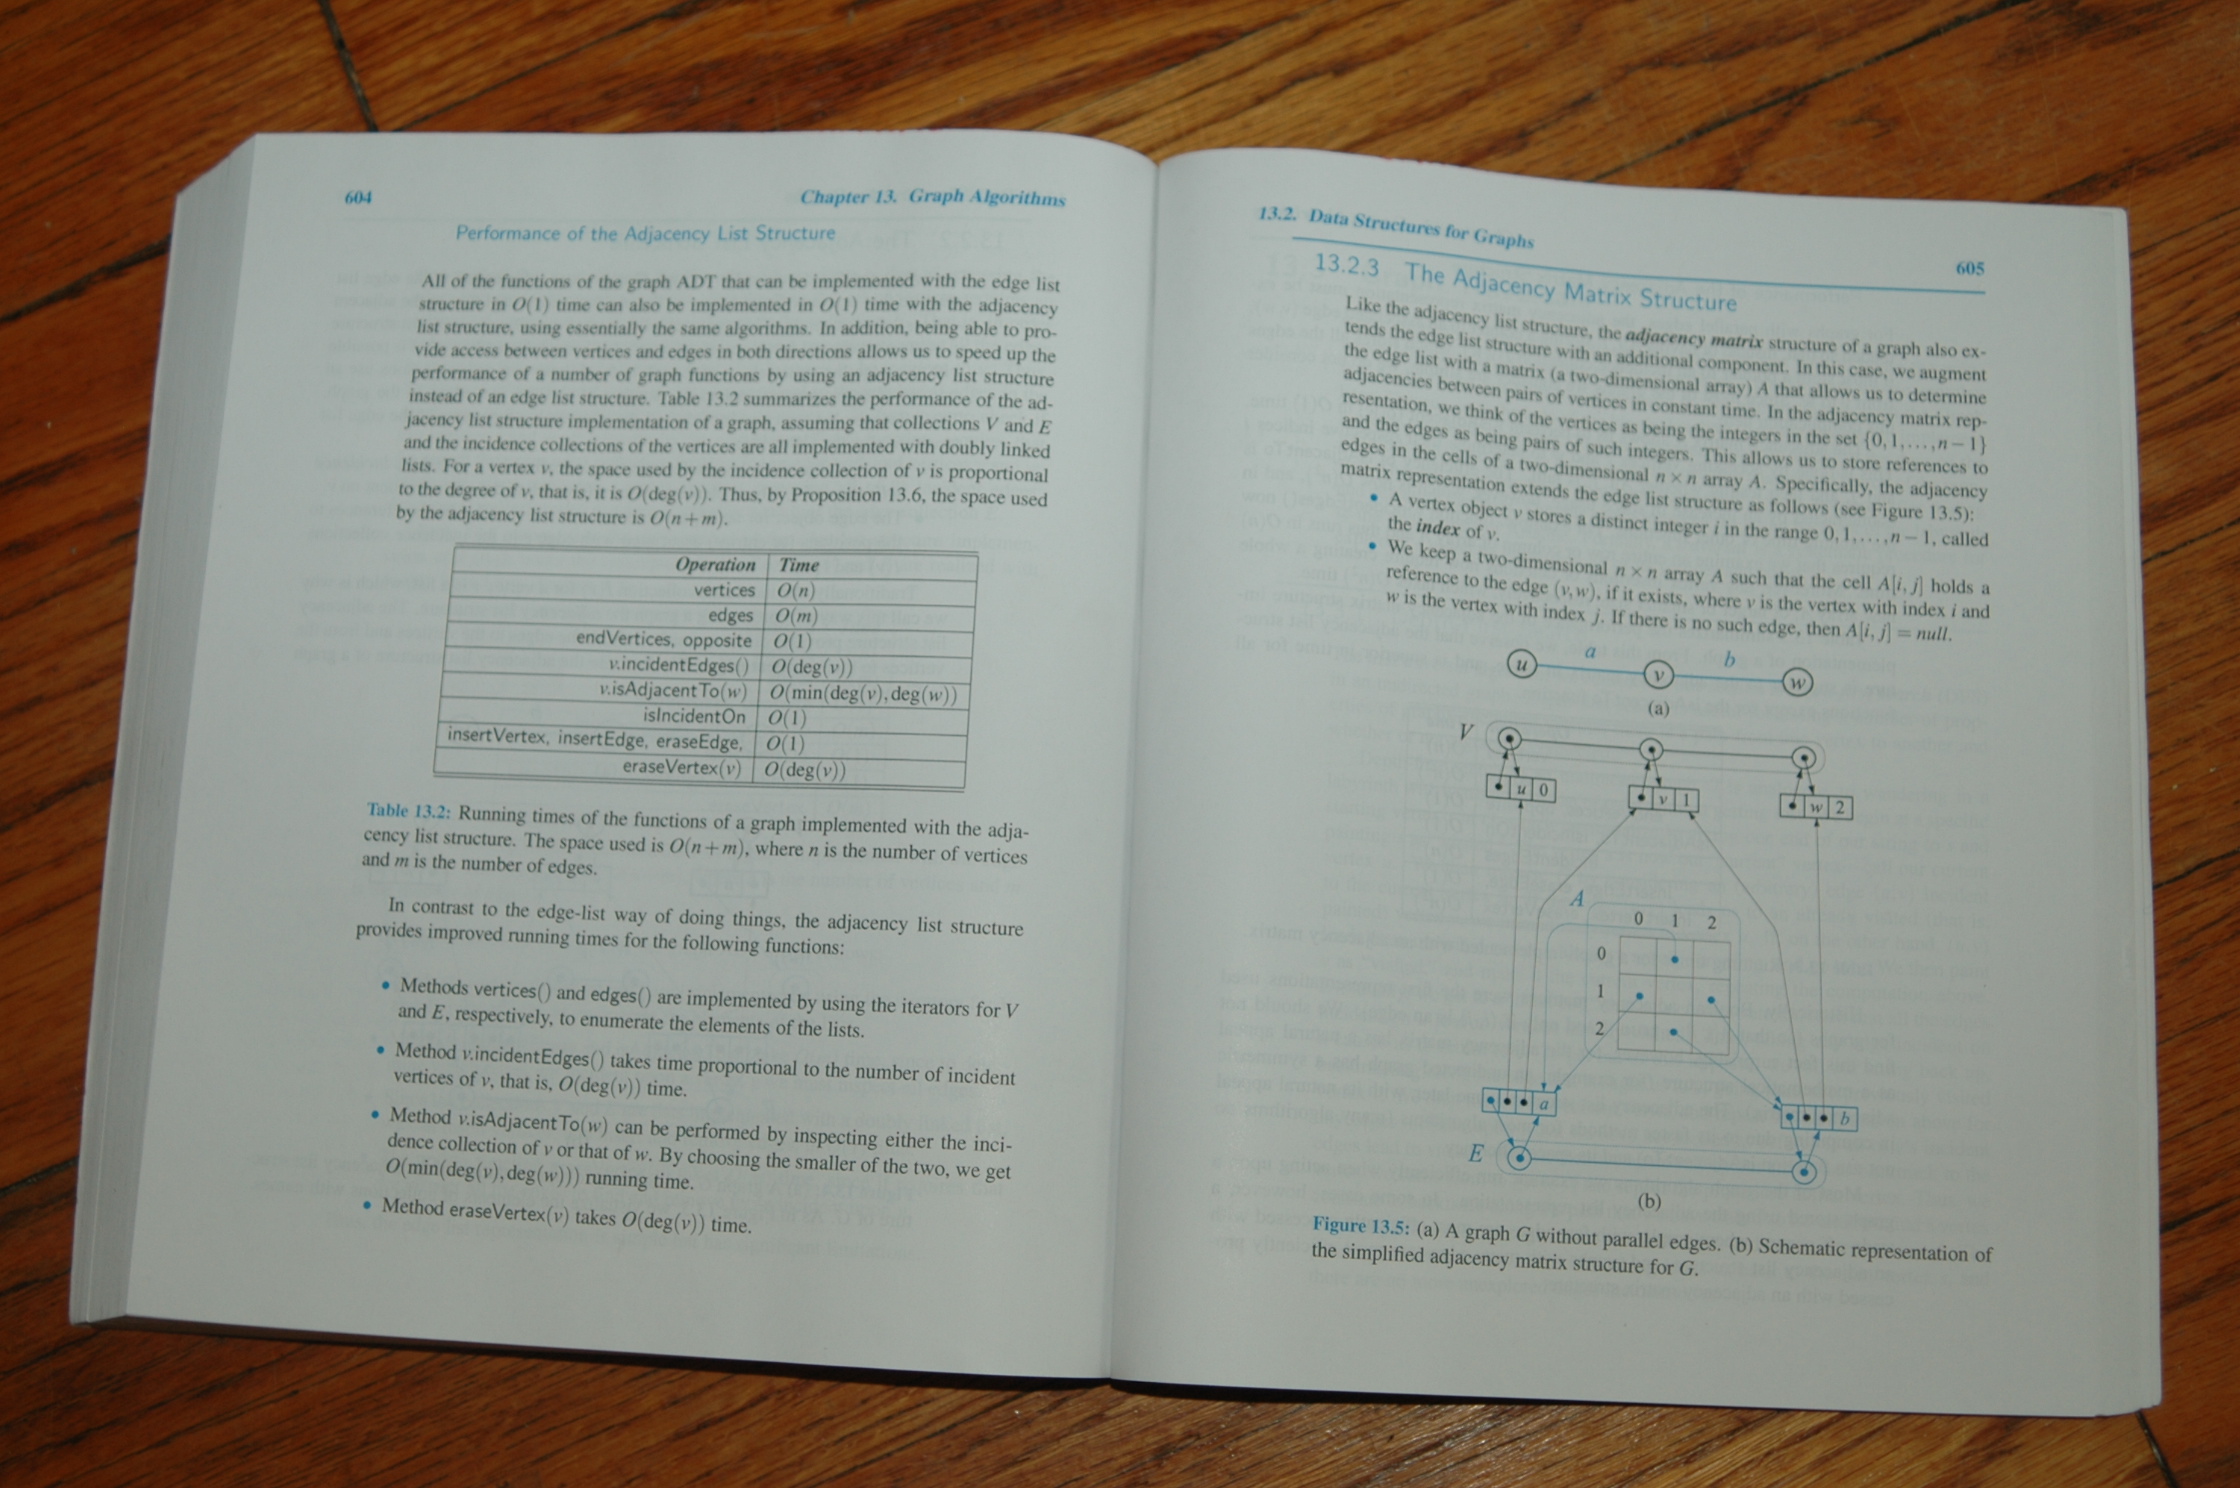 604
Chapter 13. Graph Algorithms
Performance of the Adjacency List Structure
All of the functions of the graph ADT that can be implemented with the edge list
structure in O(1) time can also be implemented in O(1) time with the adjacency
list structure, using essentially the same algorithms. In addition, being able to pro-
vide access between vertices and edges in both directions allows us to speed up the
performance of a number of graph functions by using an adjacency list structure
instead of an edge list structure. Table 13.2 summarizes the performance of the ad-
jacency list structure implementation of a graph, assuming that collections V and E
and the incidence collections of the vertices are all implemented with doubly linked
lists. For a vertex v, the space used by the incidence collection of v is proportional
to the degree of v, that is, it is O(deg(v)). Thus, by Proposition 13.6, the space used
by the adjacency list structure is O(n+m).
Operation Time
vertices O(n)
edges O(m)
endVertices, opposite O(1)
v.incidentEdges() O(deg(v))
v.isAdjacentTo(w) O(min(deg(v),deg(w))
isIncidentOn O(1)
insertVertex, insertEdge, eraseEdge, O(1)
eraseVertex(v) O(deg(v))
Table 13.2: Running times of the functions of a graph implemented with the adja-
cency list structure. The space used is O(n+m), where n is the number of vertices
and m is the number of edges.
In contrast to the edge-list way of doing things, the adjacency list structure
provides improved running times for the following functions:
• Methods vertices() and edges() are implemented by using the iterators for V
and E, respectively, to enumerate the elements of the lists.
• Method v.incidentEdges() takes time proportional to the number of incident
vertices of v, that is, O(deg(v)) time.
• Method v.isAdjacentTo(w) can be performed by inspecting either the inci-
dence collection of v or that of w. By choosing the smaller of the two, we get
O(min(deg(v),deg(w))) running time.
• Method eraseVertex(v) takes O(deg(v)) time.
13.2. Data Structures for Graphs
605
13.2.3 The Adjacency Matrix Structure
Like the adjacency list structure, the adjacency matrix structure of a graph also ex-
tends the edge list structure with an additional component. In this case, we augment
the edge list with a matrix (a two-dimensional array) A that allows us to determine
adjacencies between pairs of vertices in constant time. In the adjacency matrix rep-
resentation, we think of the vertices as being the integers in the set {0,1,...,n−1}
and the edges as being pairs of such integers. This allows us to store references to
edges in the cells of a two-dimensional n×n array A. Specifically, the adjacency
matrix representation extends the edge list structure as follows (see Figure 13.5):
• A vertex object v stores a distinct integer i in the range 0,1,...,n−1, called
the index of v.
• We keep a two-dimensional n×n array A such that the cell A[i,j] holds a
reference to the edge (v,w), if it exists, where v is the vertex with index i and
w is the vertex with index j. If there is no such edge, then A[i,j] = null.
a b
u v w
(a)
V
u 0 v 1 w 2
A
0 1 2
0
1
2
a b
E
(b)
Figure 13.5: (a) A graph G without parallel edges. (b) Schematic representation of
the simplified adjacency matrix structure for G.